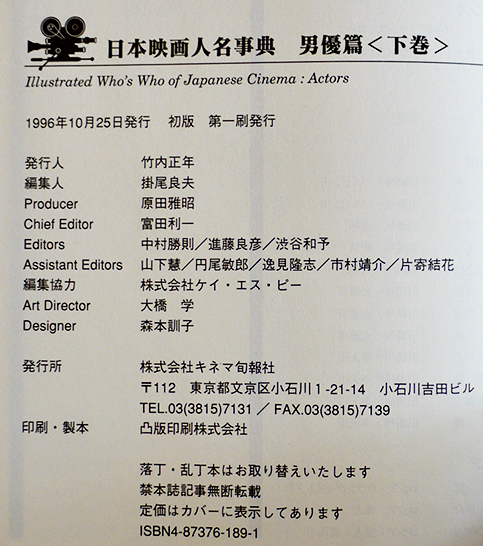 日本映画人名事典　男優篇＜下巻＞
Illustrated Who's Who of Japanese Cinema : Actors
1996年10月25日発行　初版　第一刷発行
発行人　竹内正年
編集人　掛尾良夫
Producer　原田雅昭
Chief Editor　富田利一
Editors　中村勝則／進藤良彦／渋谷和予
Assistant Editors　山下慧／円尾敏郎／逸見隆志／市村靖介／片寄結花
編集協力　株式会社ケイ・エス・ビー
Art Director　大橋　学
Designer　森本訓子
発行所　株式会社キネマ旬報社
〒112　東京都文京区小石川1-21-14　小石川吉田ビル
TEL.03(3815)7131 ／ FAX.03(3815)7139
印刷・製本　凸版印刷株式会社
落丁・乱丁本はお取り替えいたします
禁本誌記事無断転載
定価はカバーに表示してあります
ISBN4-87376-189-1